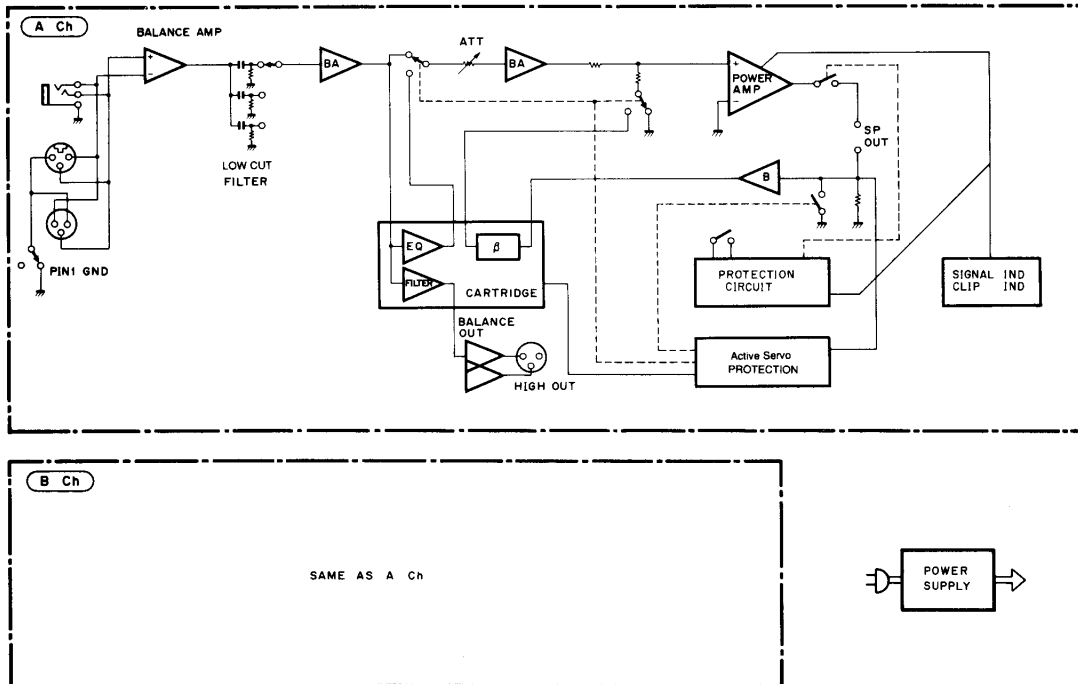 A Ch
BALANCE AMP
+
−
BA
ATT
BA
+
−
POWER
AMP
LOW CUT
FILTER
SP
OUT
B
PIN1 GND
EQ
β
FILTER
CARTRIDGE
PROTECTION
CIRCUIT
SIGNAL IND
CLIP IND
BALANCE
OUT
HIGH OUT
Active Servo
PROTECTION
B Ch
SAME AS A Ch
POWER
SUPPLY